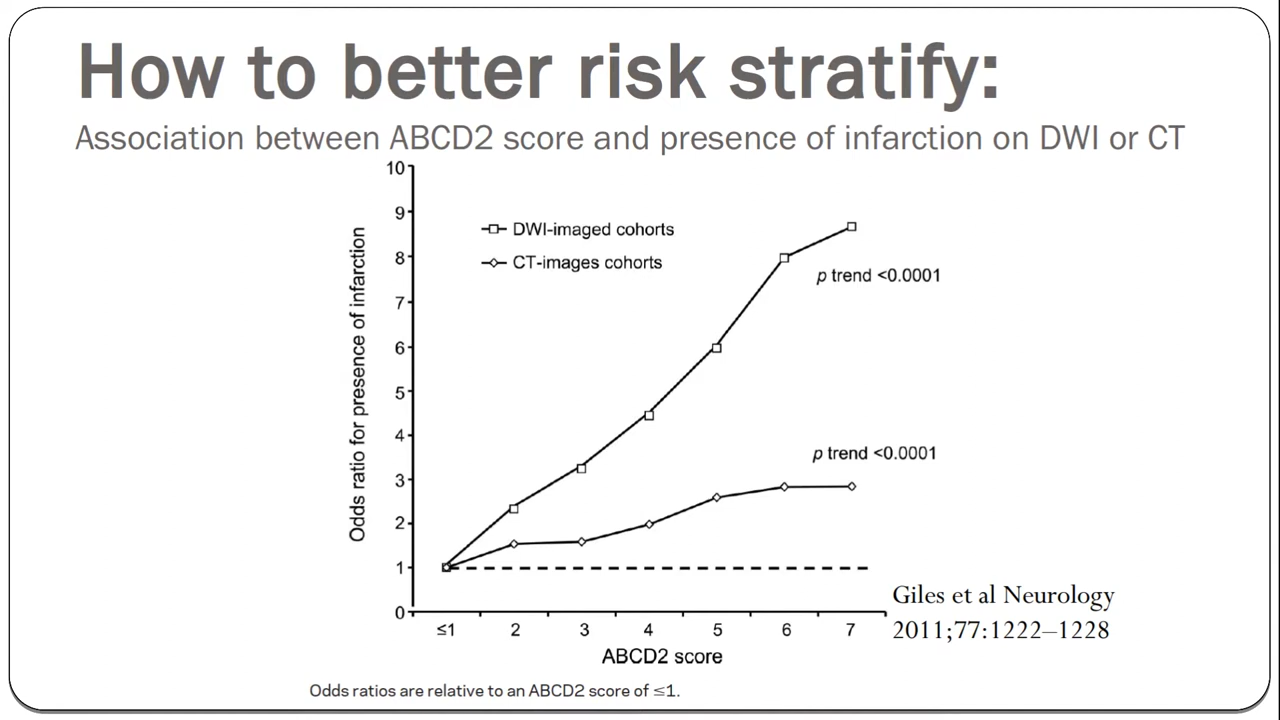 How to better risk stratify:
Association between ABCD2 score and presence of infarction on DWI or CT
10
9
8
7
6
5
4
3
2
1
0
Odds ratio for presence of infarction
DWI-imaged cohorts
CT-images cohorts
p trend <0.0001
p trend <0.0001
≤1 2 3 4 5 6 7
ABCD2 score
Giles et al Neurology
2011;77:1222–1228
Odds ratios are relative to an ABCD2 score of ≤1.